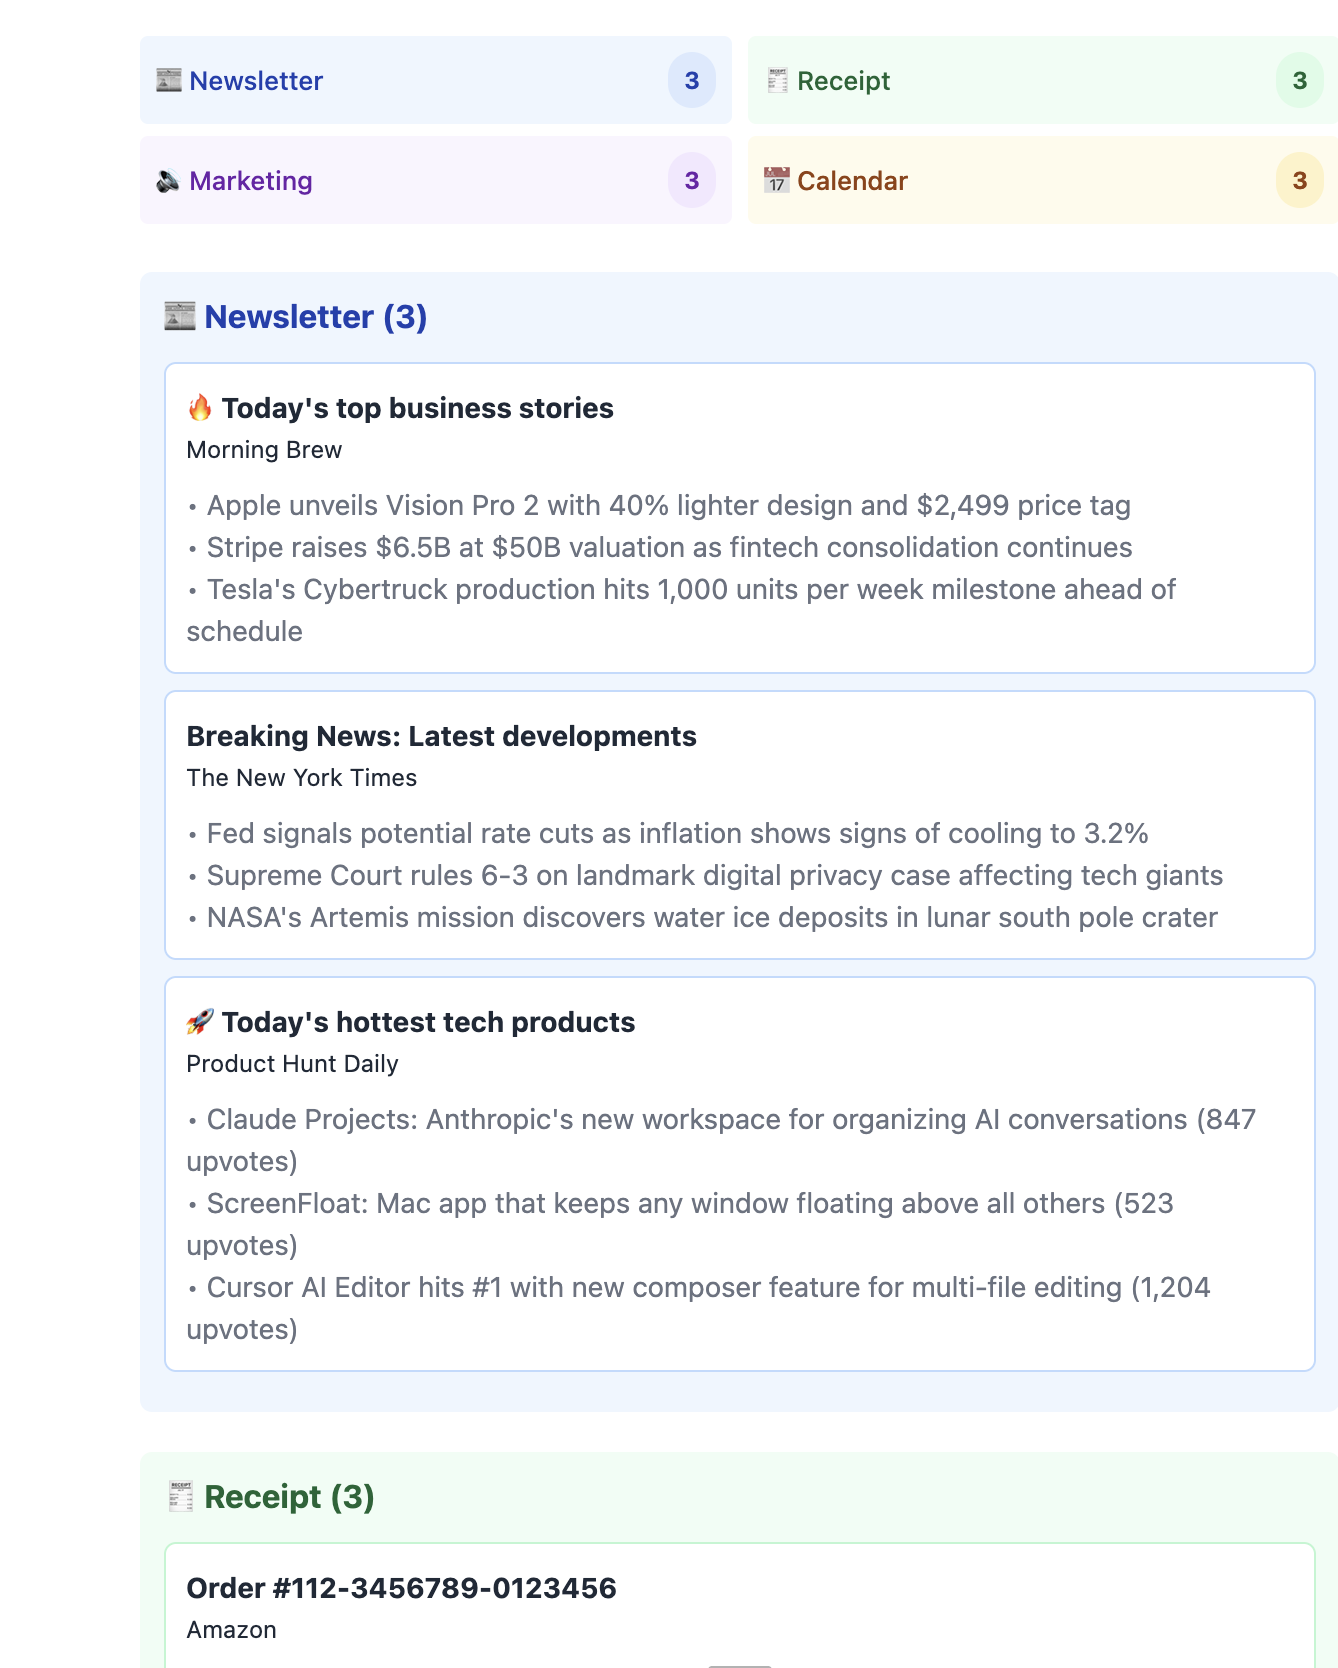 Newsletter 3
Receipt 3
Marketing 3
Calendar 3
Newsletter (3)
Today's top business stories
Morning Brew
• Apple unveils Vision Pro 2 with 40% lighter design and $2,499 price tag
• Stripe raises $6.5B at $50B valuation as fintech consolidation continues
• Tesla's Cybertruck production hits 1,000 units per week milestone ahead of
schedule
Breaking News: Latest developments
The New York Times
• Fed signals potential rate cuts as inflation shows signs of cooling to 3.2%
• Supreme Court rules 6-3 on landmark digital privacy case affecting tech giants
• NASA's Artemis mission discovers water ice deposits in lunar south pole crater
Today's hottest tech products
Product Hunt Daily
• Claude Projects: Anthropic's new workspace for organizing AI conversations (847
upvotes)
• ScreenFloat: Mac app that keeps any window floating above all others (523
upvotes)
• Cursor AI Editor hits #1 with new composer feature for multi-file editing (1,204
upvotes)
Receipt (3)
Order #112-3456789-0123456
Amazon